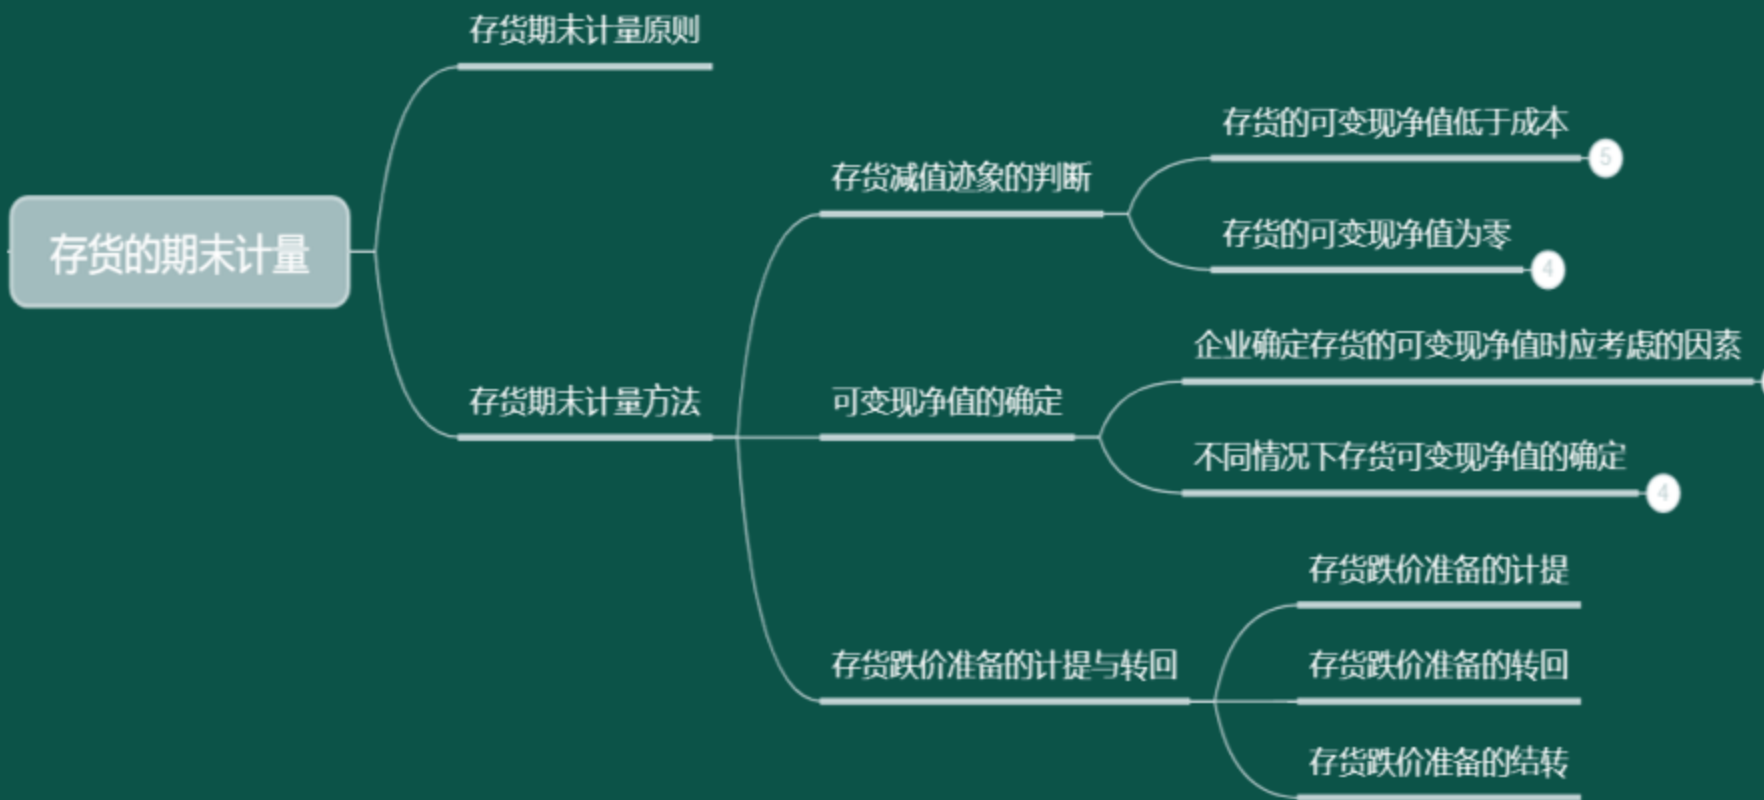 存货的期末计量
存货期末计量原则
存货期末计量方法
存货减值迹象的判断
存货的可变现净值低于成本
5
存货的可变现净值为零
4
可变现净值的确定
企业确定存货的可变现净值时应考虑的因素
不同情况下存货可变现净值的确定
4
存货跌价准备的计提与转回
存货跌价准备的计提
存货跌价准备的转回
存货跌价准备的结转